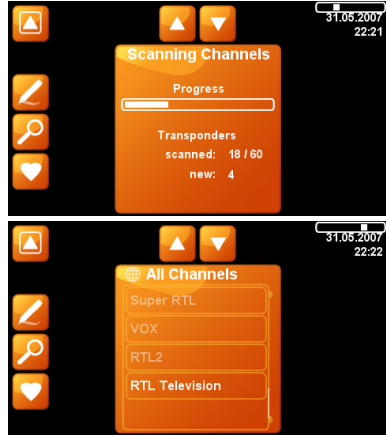 31.05.2007
22:21
Scanning Channels
Progress
Transponders
scanned: 18 / 60
new: 4
31.05.2007
22:22
All Channels
Super RTL
VOX
RTL2
RTL Television